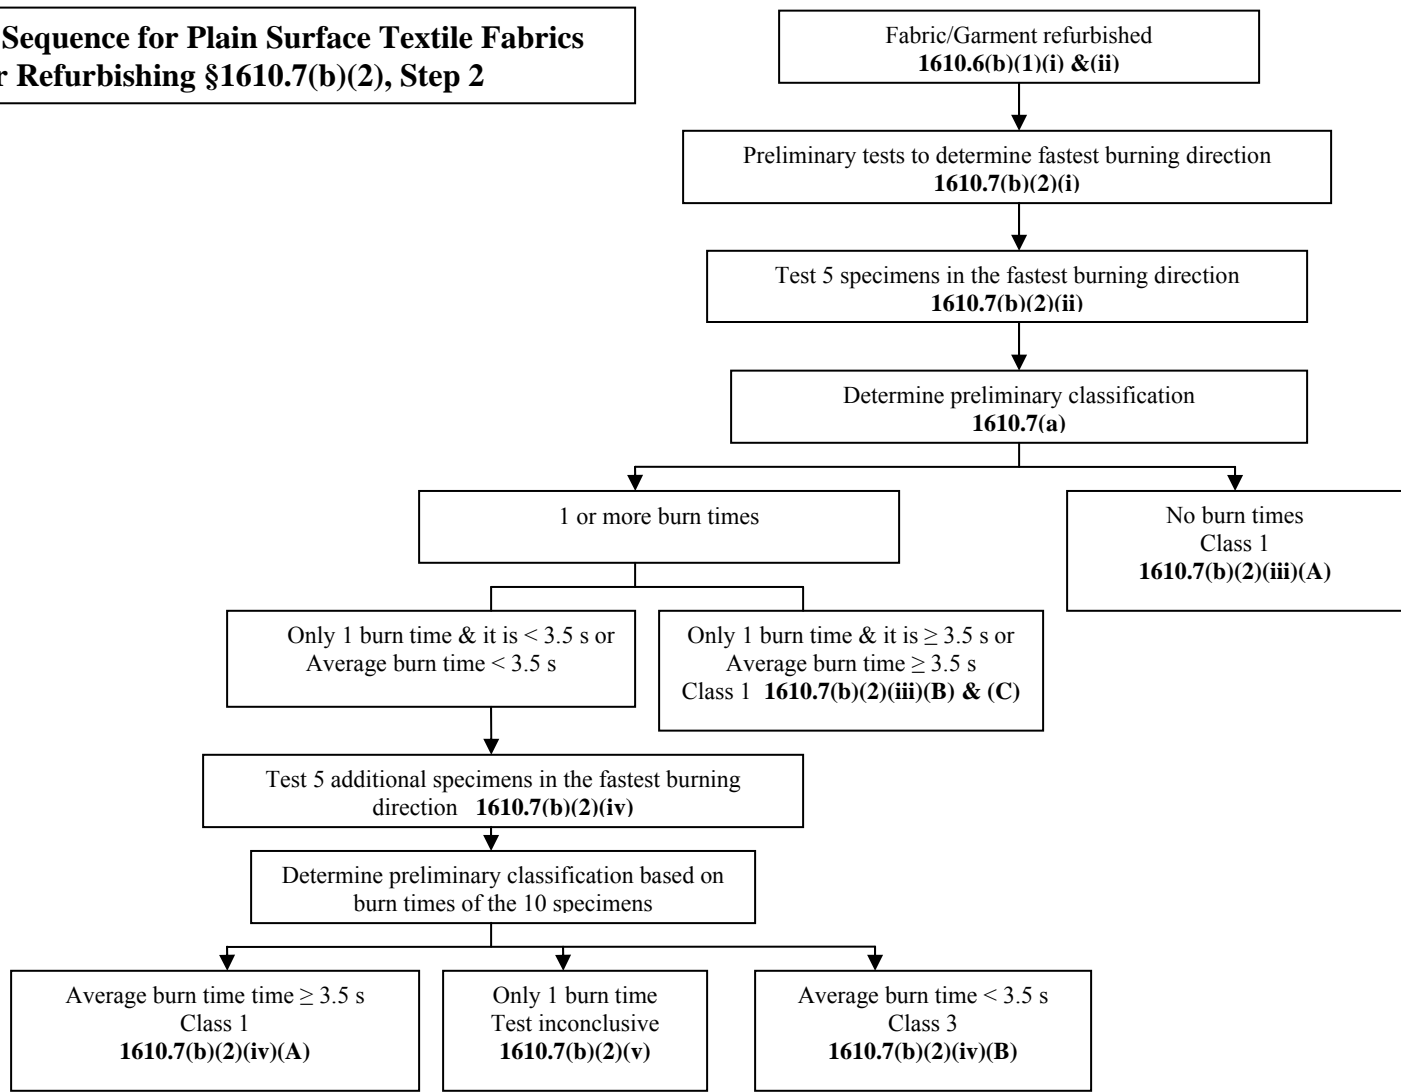 Sequence for Plain Surface Textile Fabrics
r Refurbishing §1610.7(b)(2), Step 2
Fabric/Garment refurbished
1610.6(b)(1)(i) &(ii)
Preliminary tests to determine fastest burning direction
1610.7(b)(2)(i)
Test 5 specimens in the fastest burning direction
1610.7(b)(2)(ii)
Determine preliminary classification
1610.7(a)
1 or more burn times
No burn times
Class 1
1610.7(b)(2)(iii)(A)
Only 1 burn time & it is < 3.5 s or
Average burn time < 3.5 s
Only 1 burn time & it is ≥ 3.5 s or
Average burn time ≥ 3.5 s
Class 1 1610.7(b)(2)(iii)(B) & (C)
Test 5 additional specimens in the fastest burning
direction 1610.7(b)(2)(iv)
Determine preliminary classification based on
burn times of the 10 specimens
Average burn time time ≥ 3.5 s
Class 1
1610.7(b)(2)(iv)(A)
Only 1 burn time
Test inconclusive
1610.7(b)(2)(v)
Average burn time < 3.5 s
Class 3
1610.7(b)(2)(iv)(B)